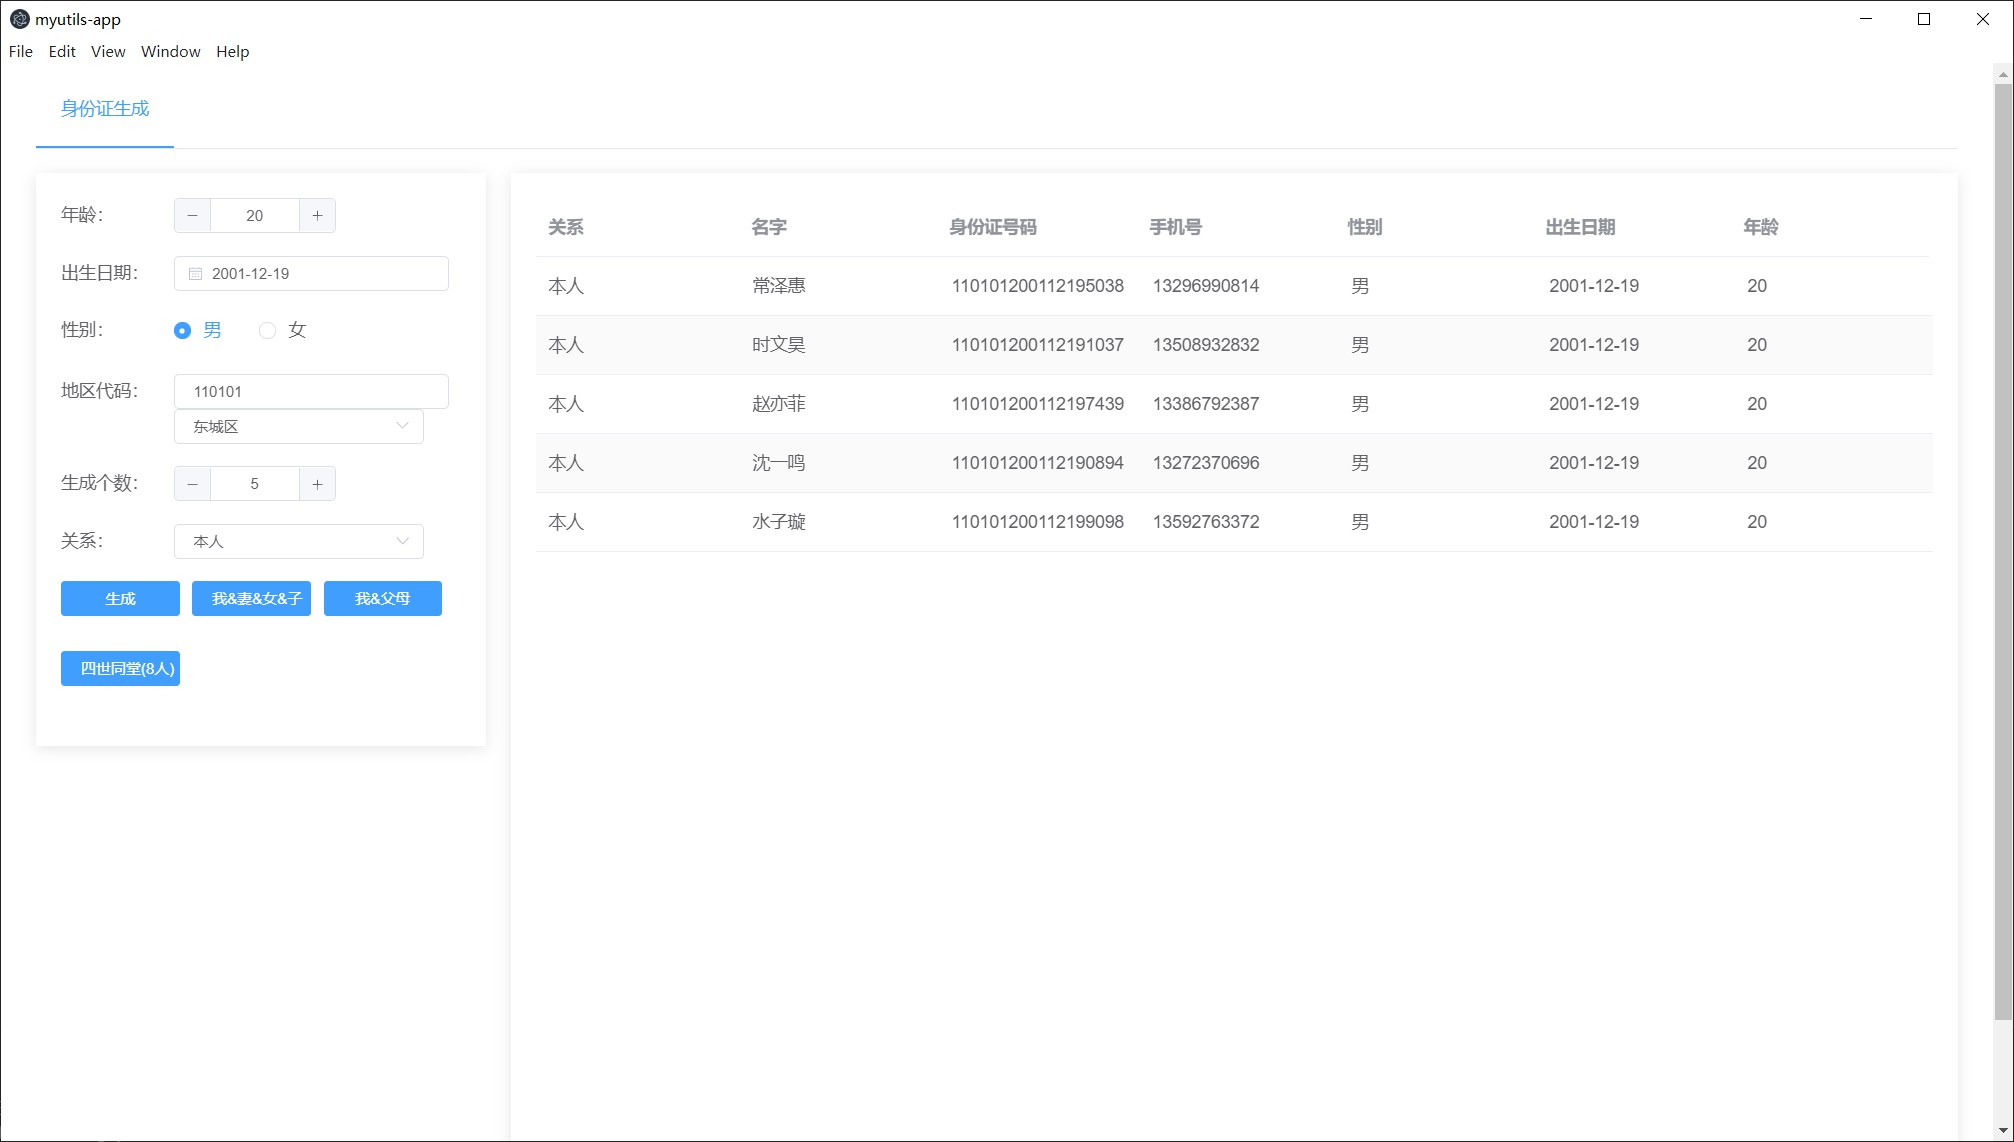 myutils-app
File Edit View Window Help
身份证生成
年龄： − 20 +
出生日期： 2001-12-19
性别： 男 女
地区代码： 110101
东城区
生成个数： − 5 +
关系： 本人
生成 我&妻&女&子 我&父母
四世同堂(8人)
关系 名字 身份证号码 手机号 性别 出生日期 年龄
本人 常泽惠 110101200112195038 13296990814 男 2001-12-19 20
本人 时文昊 110101200112191037 13508932832 男 2001-12-19 20
本人 赵亦菲 110101200112197439 13386792387 男 2001-12-19 20
本人 沈一鸣 110101200112190894 13272370696 男 2001-12-19 20
本人 水子璇 110101200112199098 13592763372 男 2001-12-19 20